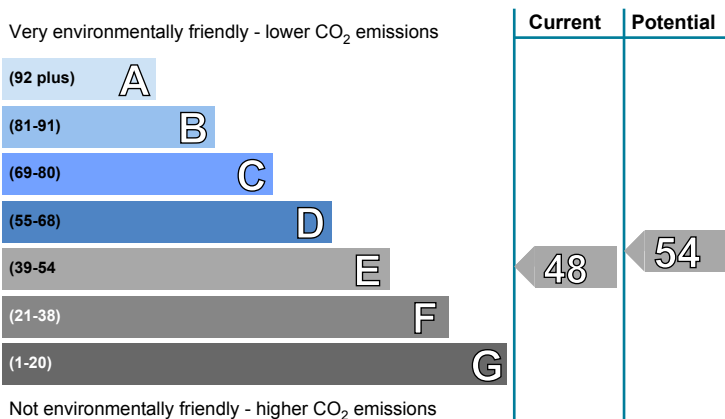 Very environmentally friendly - lower CO2 emissions
Current
Potential
(92 plus) A
(81-91) B
(69-80) C
(55-68) D
(39-54 E
(21-38) F
(1-20) G
48
54
Not environmentally friendly - higher CO2 emissions